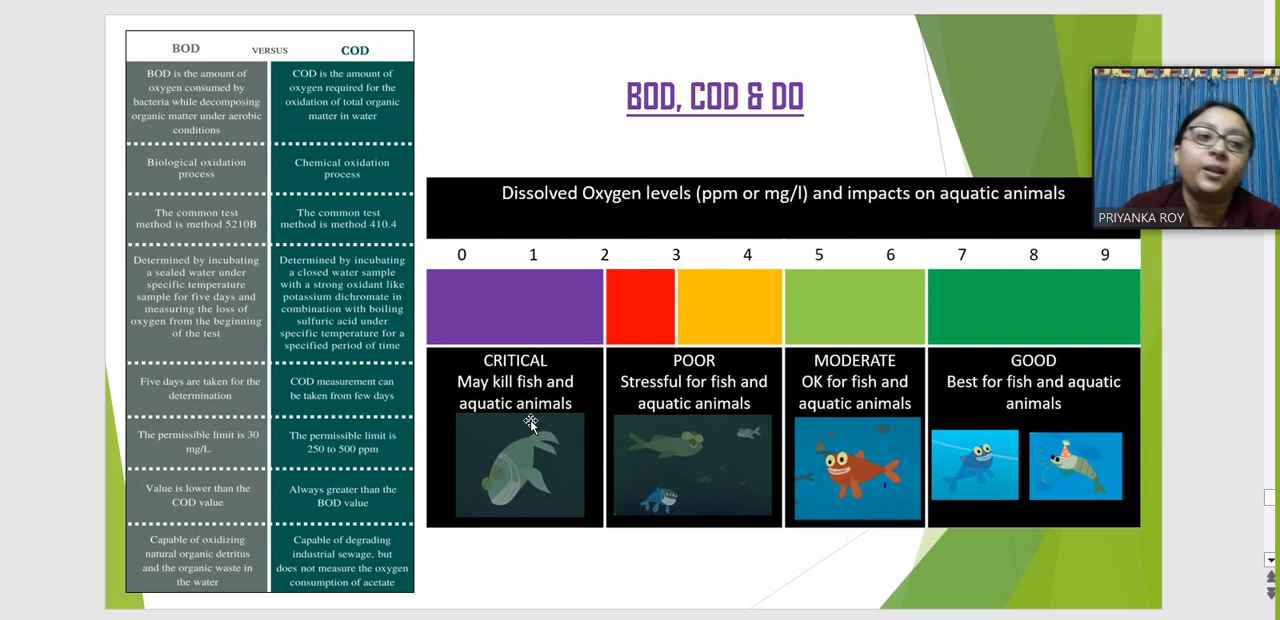 BOD VERSUS COD
BOD is the amount of
oxygen consumed by
bacteria while decomposing
organic matter under aerobic
conditions
COD is the amount of
oxygen required for the
oxidation of total organic
matter in water
Biological oxidation
process
Chemical oxidation
process
The common test
method is method 5210B
The common test
method is method 410.4
Determined by incubating
a sealed water under
specific temperature
sample for five days and
measuring the loss of
oxygen from the beginning
of the test
Determined by incubating
a closed water sample
with a strong oxidant like
potassium dichromate in
combination with boiling
sulfuric acid under
specific temperature for a
specified period of time
Five days are taken for the
determination
COD measurement can
be taken from few days
The permissible limit is 30
mg/L
The permissible limit is
250 to 500 ppm
Value is lower than the
COD value
Always greater than the
BOD value
Capable of oxidizing
natural organic detritus
and the organic waste in
the water
Capable of degrading
industrial sewage, but
does not measure the oxygen
consumption of acetate
BOD, COD & DO
Dissolved Oxygen levels (ppm or mg/l) and impacts on aquatic animals
0 1 2 3 4 5 6 7 8 9
CRITICAL
May kill fish and
aquatic animals
POOR
Stressful for fish and
aquatic animals
MODERATE
OK for fish and
aquatic animals
GOOD
Best for fish and aquatic
animals
PRIYANKA ROY